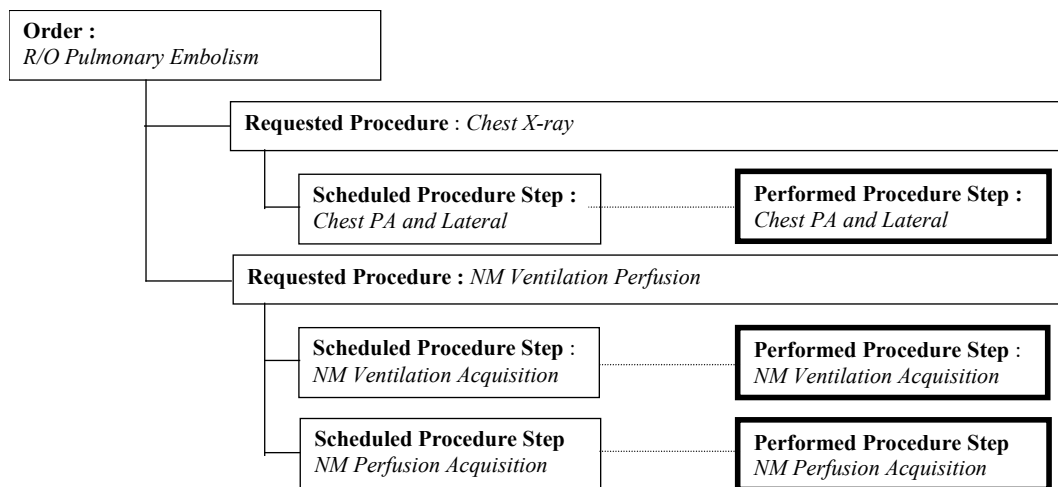 Order :
R/O Pulmonary Embolism
Requested Procedure : Chest X-ray
Scheduled Procedure Step :
Chest PA and Lateral
Performed Procedure Step :
Chest PA and Lateral
Requested Procedure : NM Ventilation Perfusion
Scheduled Procedure Step :
NM Ventilation Acquisition
Performed Procedure Step :
NM Ventilation Acquisition
Scheduled Procedure Step
NM Perfusion Acquisition
Performed Procedure Step
NM Perfusion Acquisition